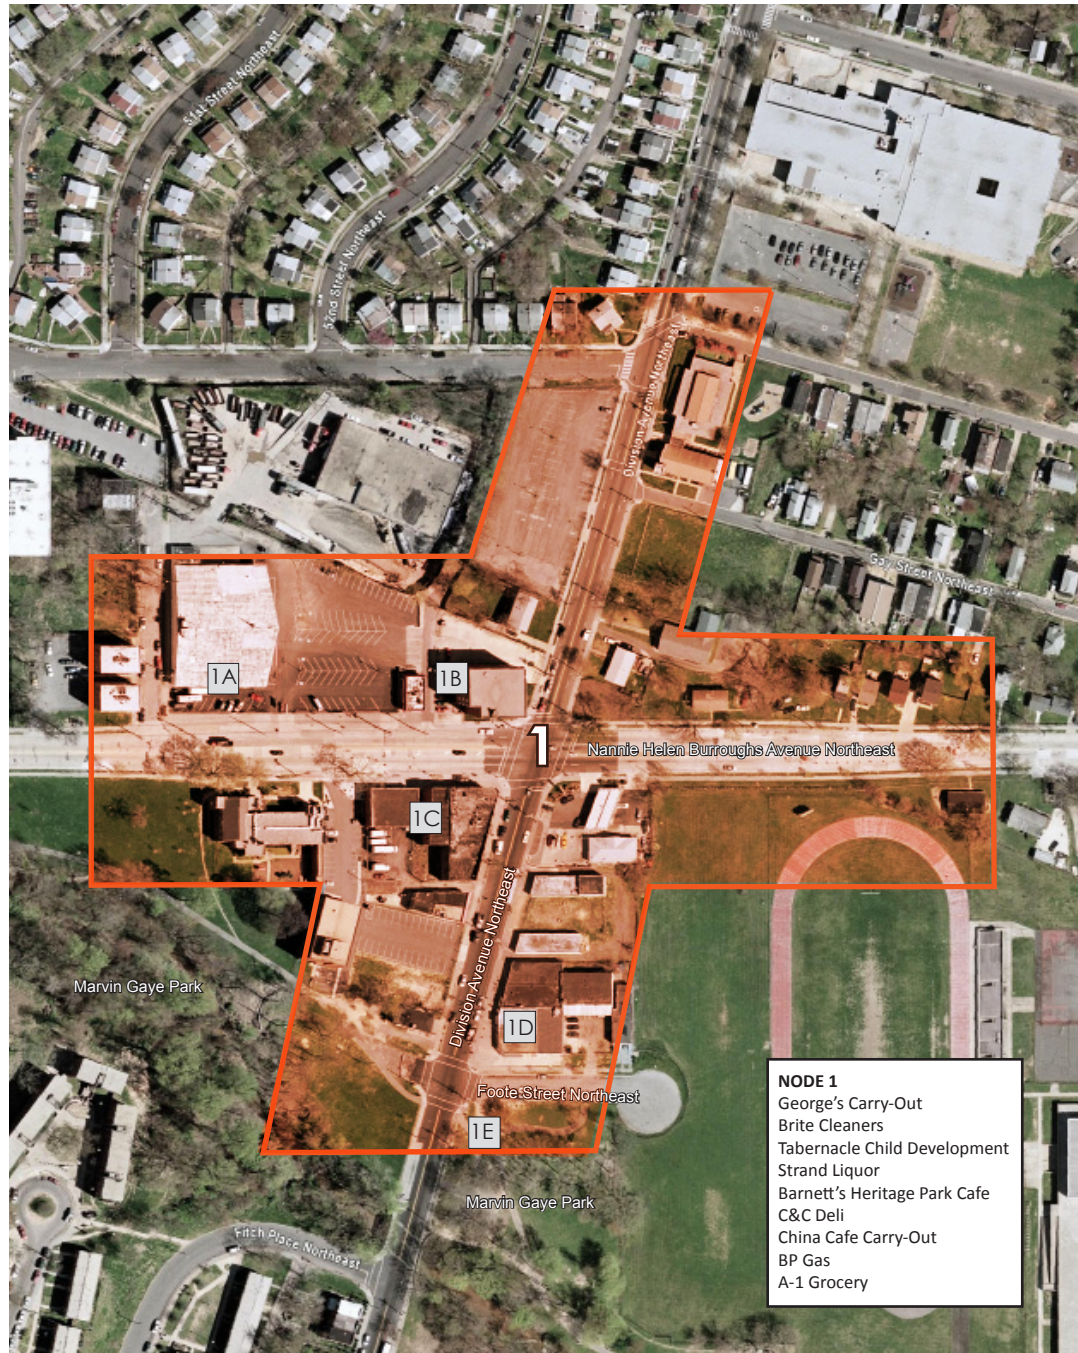 51st Street Northeast
52nd Street Northeast
Division Avenue Northeast
Gay Street Northeast
1A
1B
1
Nannie Helen Burroughs Avenue Northeast
1C
Division Avenue Northeast
Marvin Gaye Park
1D
Foote Street Northeast
1E
Marvin Gaye Park
Fitch Place Northeast
NODE 1
George's Carry-Out
Brite Cleaners
Tabernacle Child Development
Strand Liquor
Barnett's Heritage Park Cafe
C&C Deli
China Cafe Carry-Out
BP Gas
A-1 Grocery